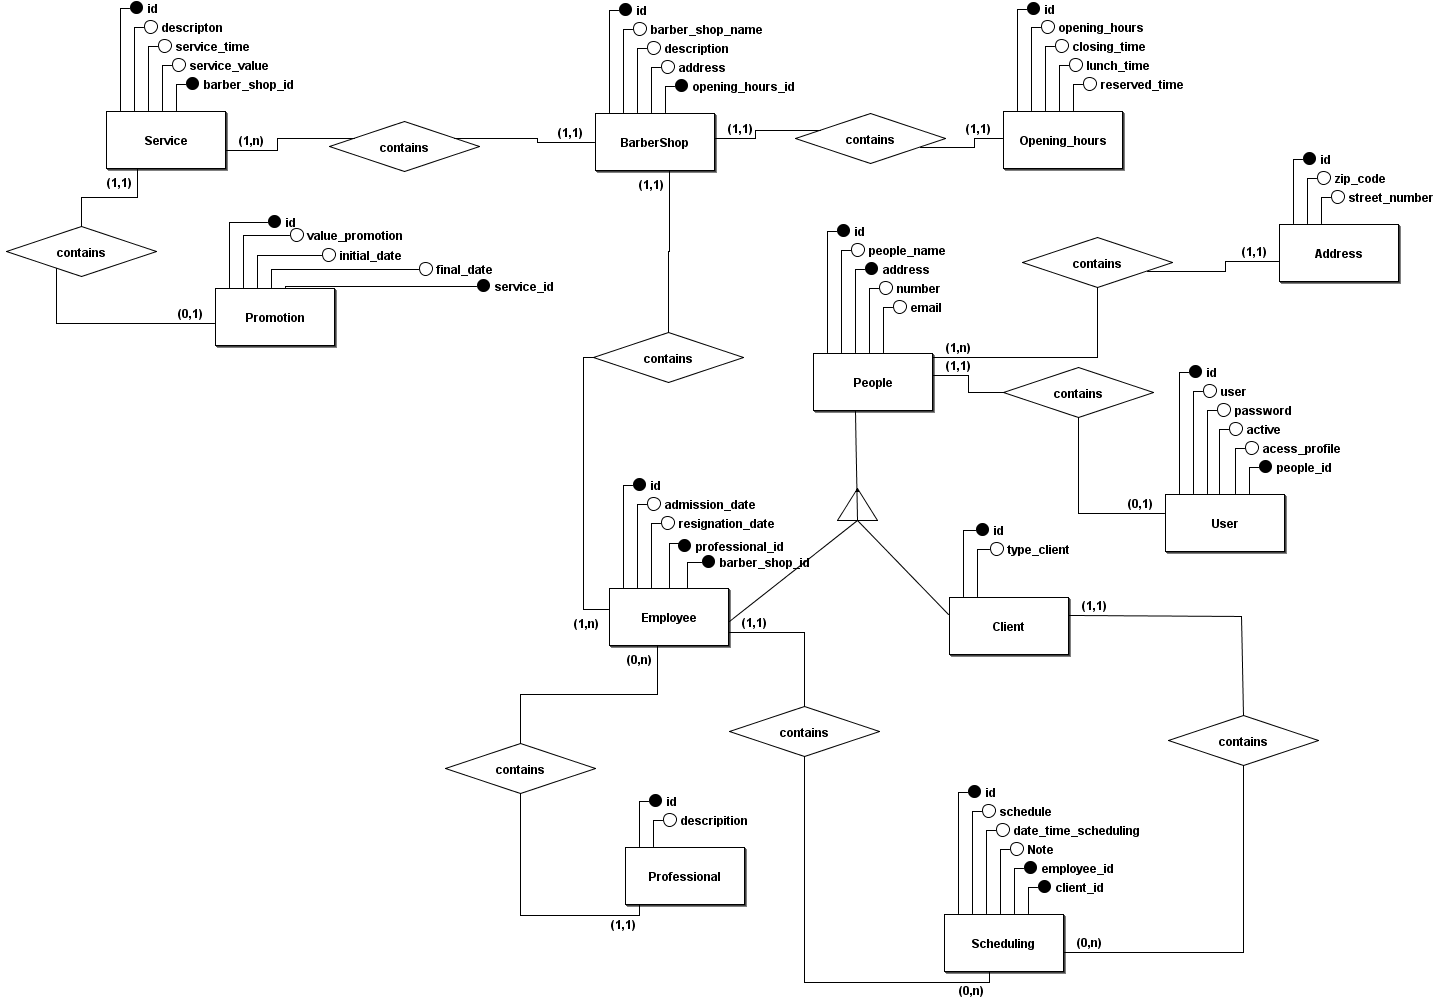 id
descripton
service_time
service_value
barber_shop_id
Service
(1,n)
contains
(1,1)
id
barber_shop_name
description
address
opening_hours_id
BarberShop
(1,1)
contains
(1,1)
id
opening_hours
closing_time
lunch_time
reserved_time
Opening_hours
(1,1)
contains
(0,1)
id
value_promotion
initial_date
final_date
service_id
Promotion
(1,1)
contains
(1,n)
id
people_name
address
number
email
People
(1,n)
contains
(1,1)
id
zip_code
street_number
Address
(1,1)
contains
(0,1)
id
user
password
active
acess_profile
people_id
User
id
admission_date
resignation_date
professional_id
barber_shop_id
Employee
(0,n)
contains
(1,1)
id
descripition
Professional
(1,1)
contains
(0,n)
id
type_client
Client
(1,1)
contains
(0,n)
id
schedule
date_time_scheduling
Note
employee_id
client_id
Scheduling